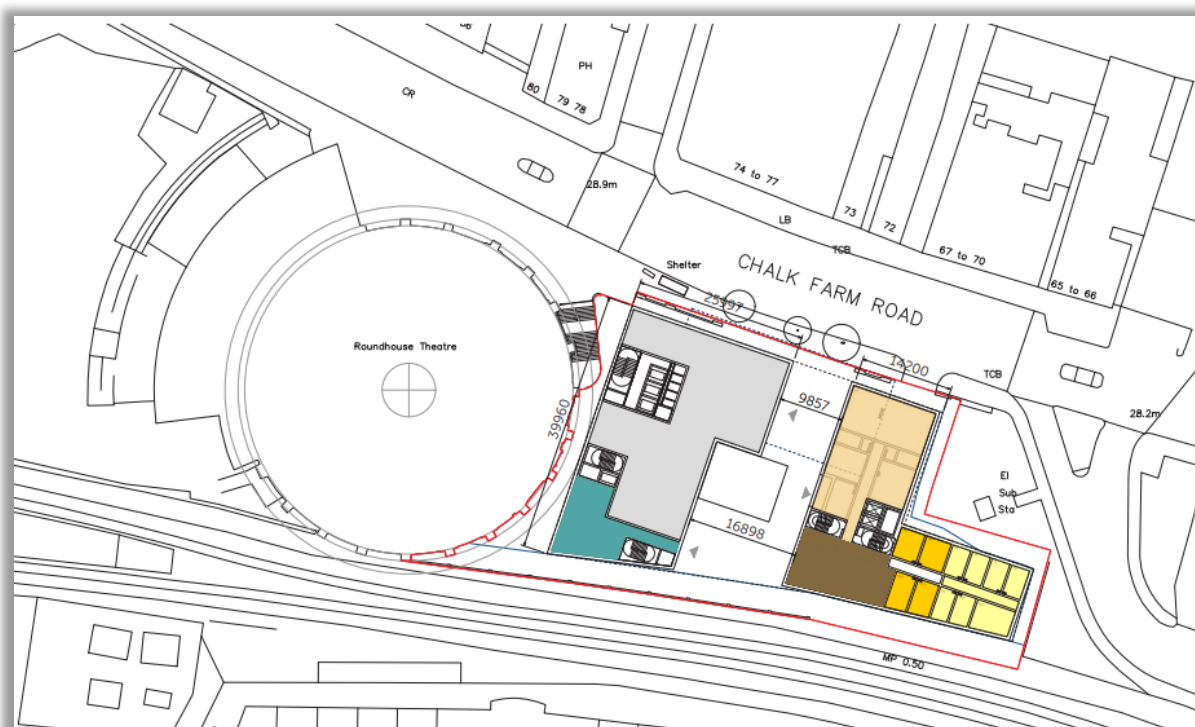 PH
80
79 78
CR
28.9m
74 to 77
73
72
LB
TCB
67 to 70
65 to 66
Shelter
CHALK FARM ROAD
25997
14200
TCB
28.2m
Roundhouse Theatre
39960
9857
El
Sub
Sta
16898
MP 0.50